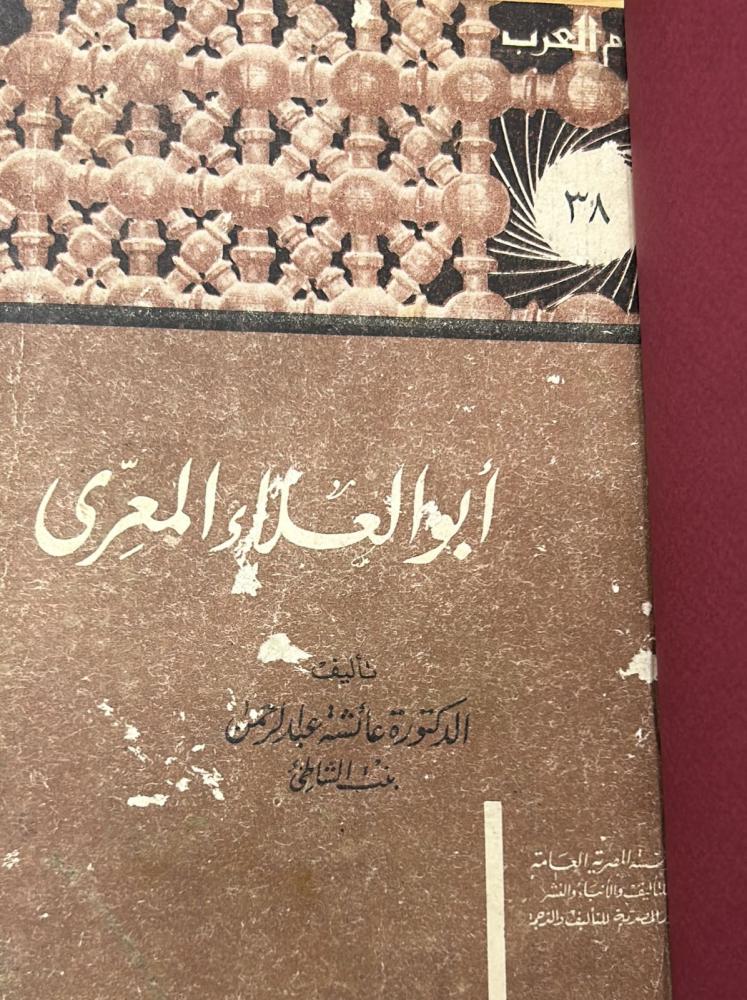 م العرب
٣٨
أبو العلاء المعرى
تأليف
الدكتورة عائشة عبد الرحمن
بنت الشاطئ
المصرية العامة
للتأليف والأنباء والنشر
المصرية للتأليف والترجمة